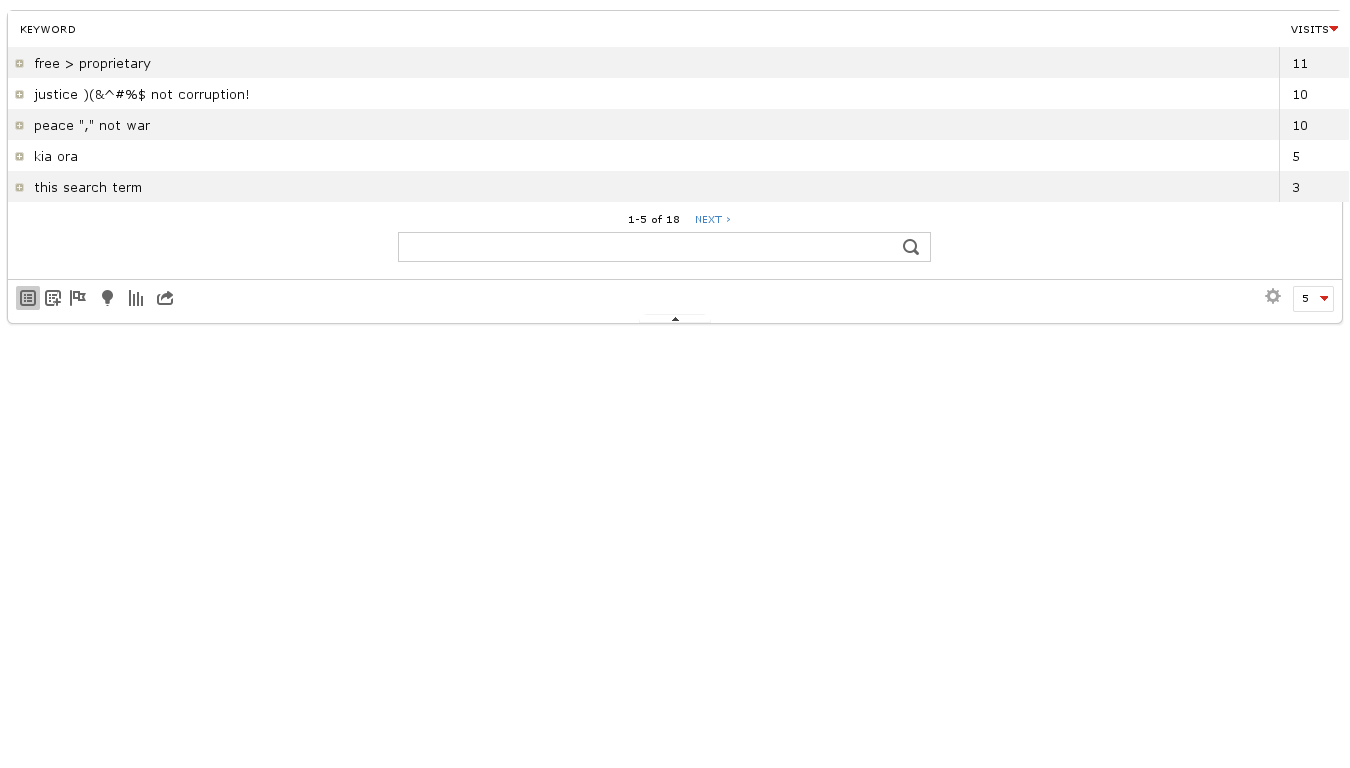 KEYWORD VISITS
free > proprietary 11
justice )(&^#%$ not corruption! 10
peace "," not war 10
kia ora 5
this search term 3
1-5 of 18 NEXT ›
5